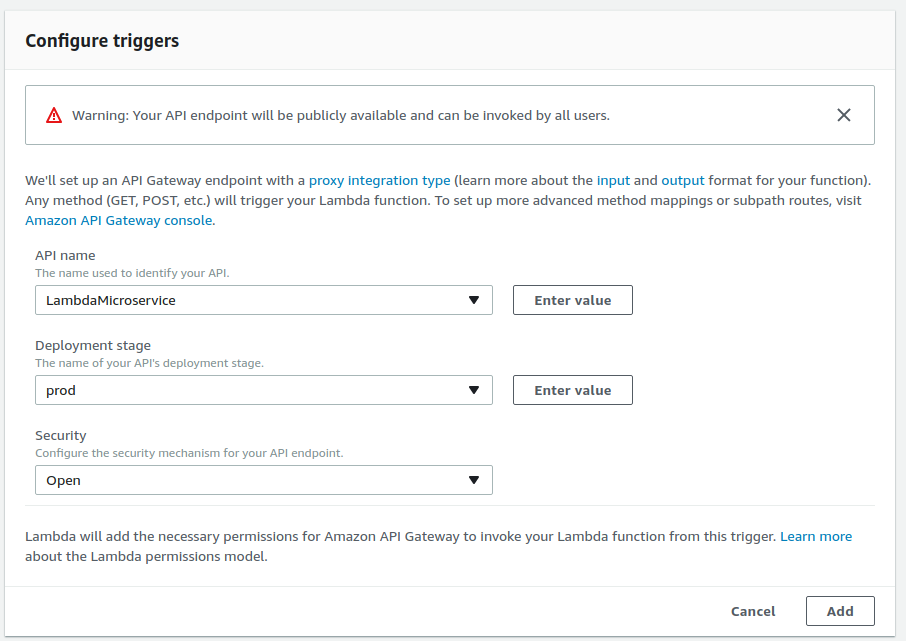 Configure triggers
Warning: Your API endpoint will be publicly available and can be invoked by all users.
We'll set up an API Gateway endpoint with a proxy integration type (learn more about the input and output format for your function).
Any method (GET, POST, etc.) will trigger your Lambda function. To set up more advanced method mappings or subpath routes, visit
Amazon API Gateway console.
API name
The name used to identify your API.
LambdaMicroservice
Enter value
Deployment stage
The name of your API's deployment stage.
prod
Enter value
Security
Configure the security mechanism for your API endpoint.
Open
Lambda will add the necessary permissions for Amazon API Gateway to invoke your Lambda function from this trigger. Learn more
about the Lambda permissions model.
Cancel
Add